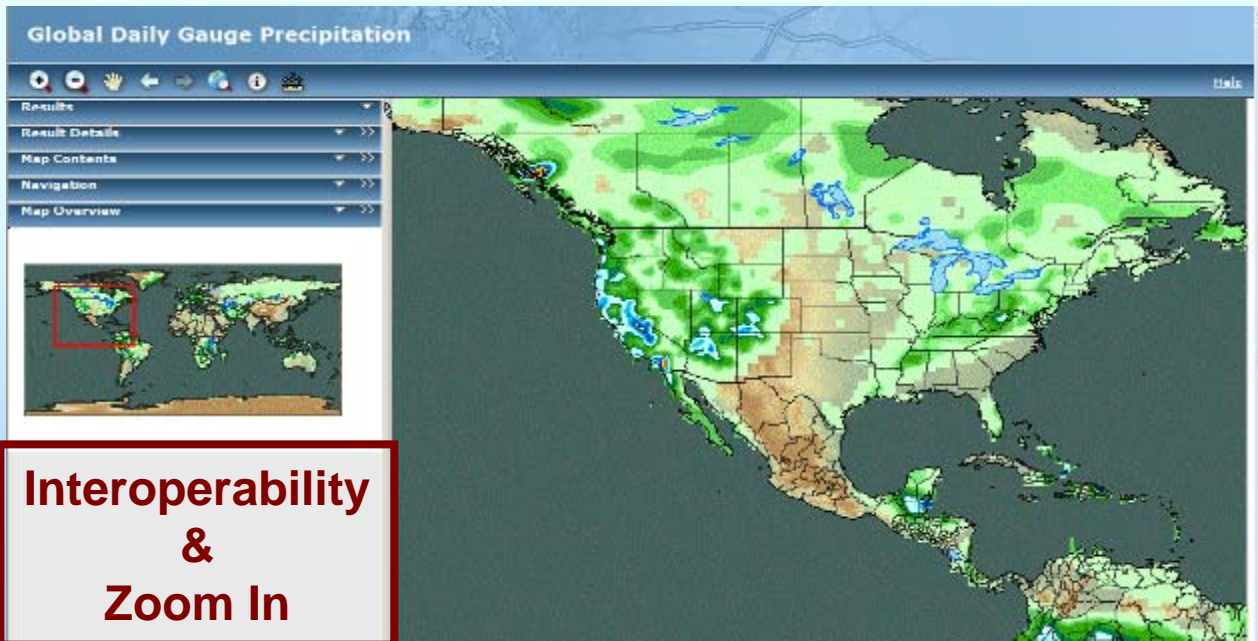 Global Daily Gauge Precipitation
Help
Results
Result Details
Map Contents
Navigation
Map Overview
Interoperability
&
Zoom In